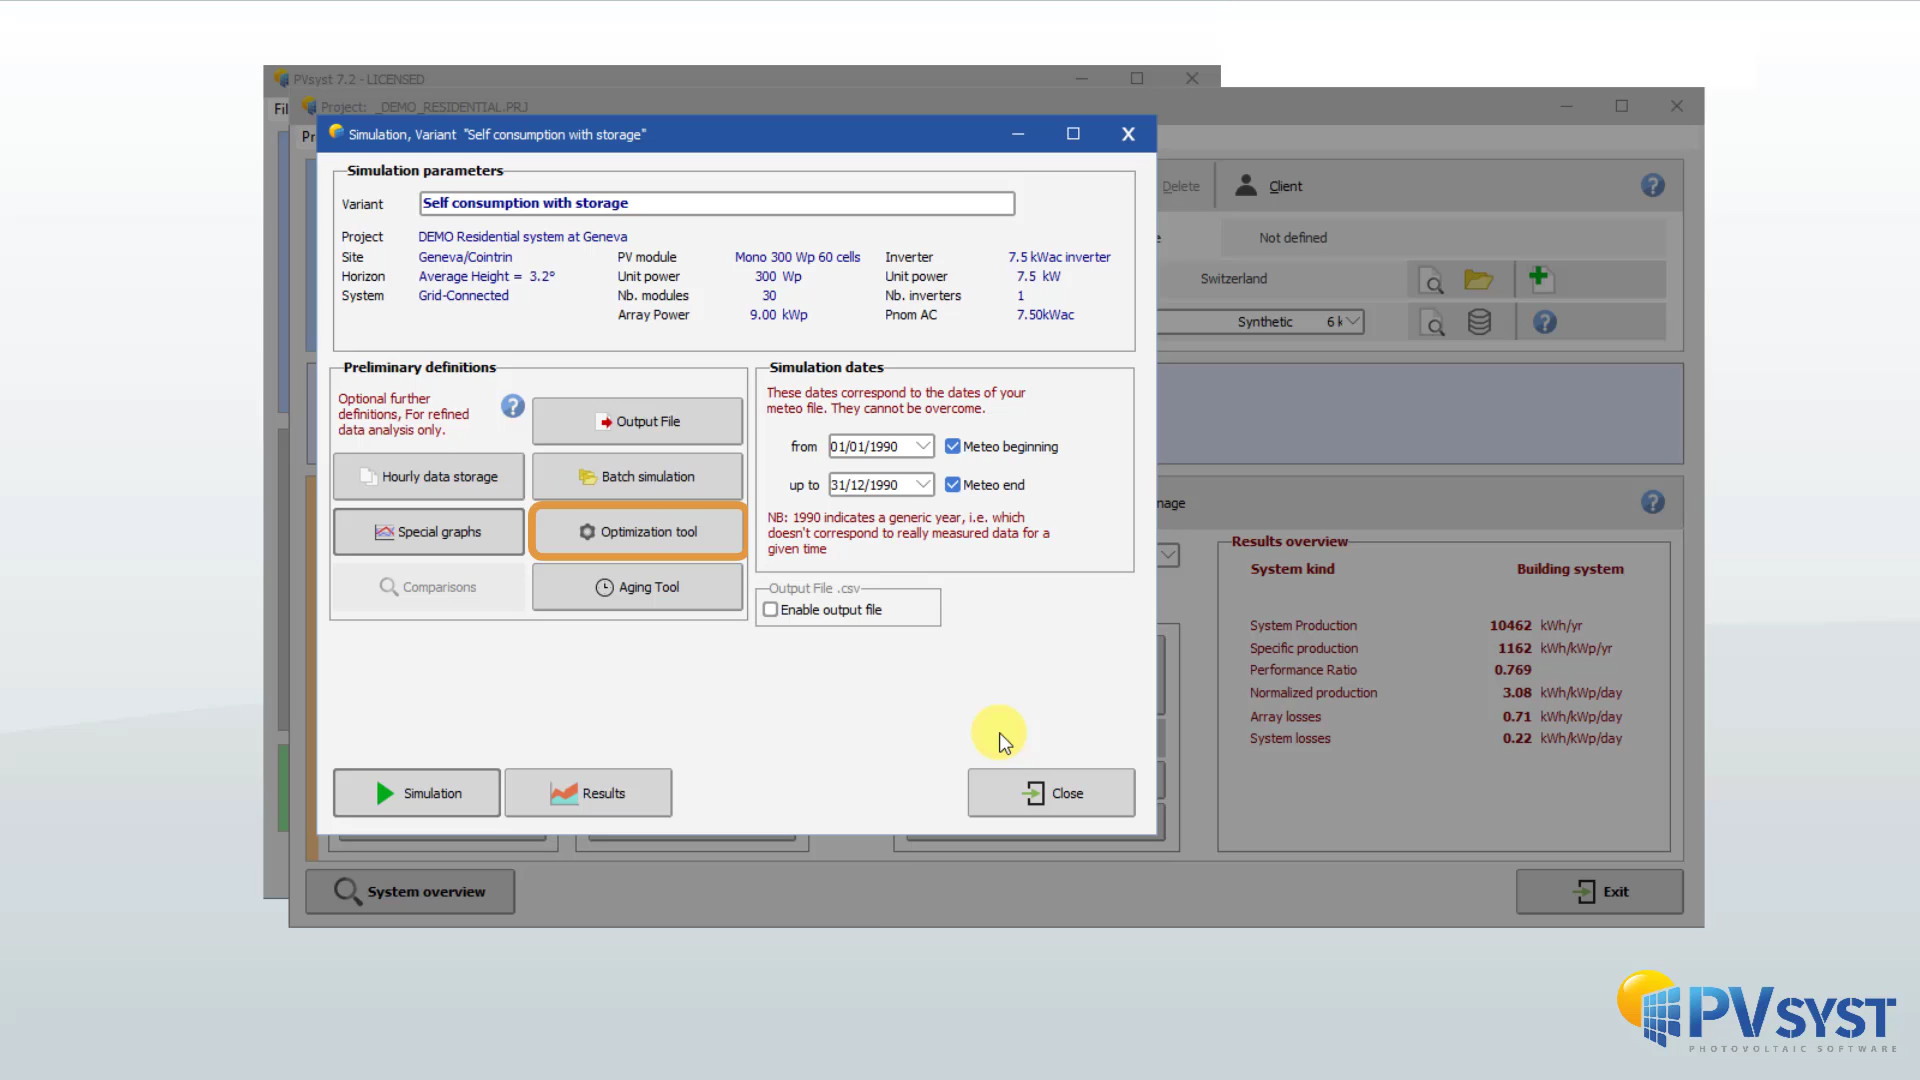 PVsyst 7.2 - LICENSED
Fil
Project: _DEMO_RESIDENTIAL.PRJ
Pr
Simulation, Variant "Self consumption with storage"
Simulation parameters
Variant Self consumption with storage
Project DEMO Residential system at Geneva
Site Geneva/Cointrin PV module Mono 300 Wp 60 cells Inverter 7.5 kWac inverter
Horizon Average Height = 3.2° Unit power 300 Wp Unit power 7.5 kW
System Grid-Connected Nb. modules 30 Nb. inverters 1
Array Power 9.00 kWp Pnom AC 7.50kWac
Preliminary definitions
Optional further
definitions, For refined
data analysis only.
Output File
Hourly data storage
Batch simulation
Special graphs
Optimization tool
Comparisons
Aging Tool
Simulation dates
These dates correspond to the dates of your
meteo file. They cannot be overcome.
from 01/01/1990 Meteo beginning
up to 31/12/1990 Meteo end
NB: 1990 indicates a generic year, i.e. which
doesn't correspond to really measured data for a
given time
Output File .csv
Enable output file
Simulation
Results
Close
Delete
Client
Not defined
Switzerland
Synthetic 6 k
nage
Results overview
System kind Building system
System Production 10462 kWh/yr
Specific production 1162 kWh/kWp/yr
Performance Ratio 0.769
Normalized production 3.08 kWh/kWp/day
Array losses 0.71 kWh/kWp/day
System losses 0.22 kWh/kWp/day
System overview
Exit
PVSYST
PHOTOVOLTAIC SOFTWARE